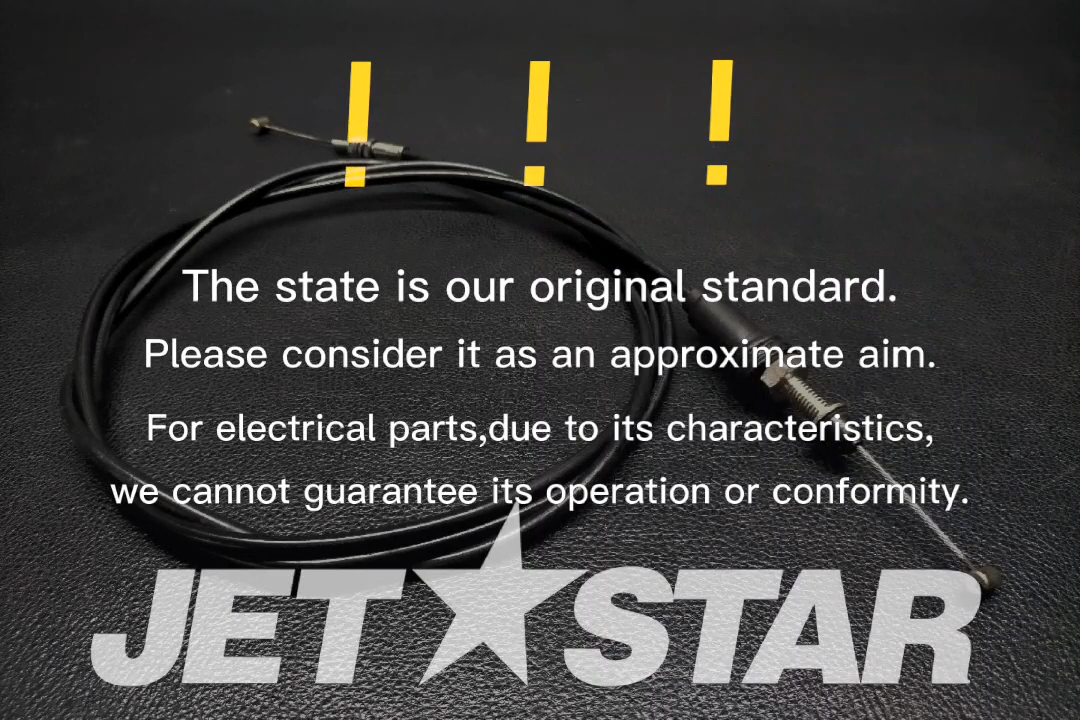 ! ! !
The state is our original standard.
Please consider it as an approximate aim.
For electrical parts,due to its characteristics,
we cannot guarantee its operation or conformity.
JET★STAR